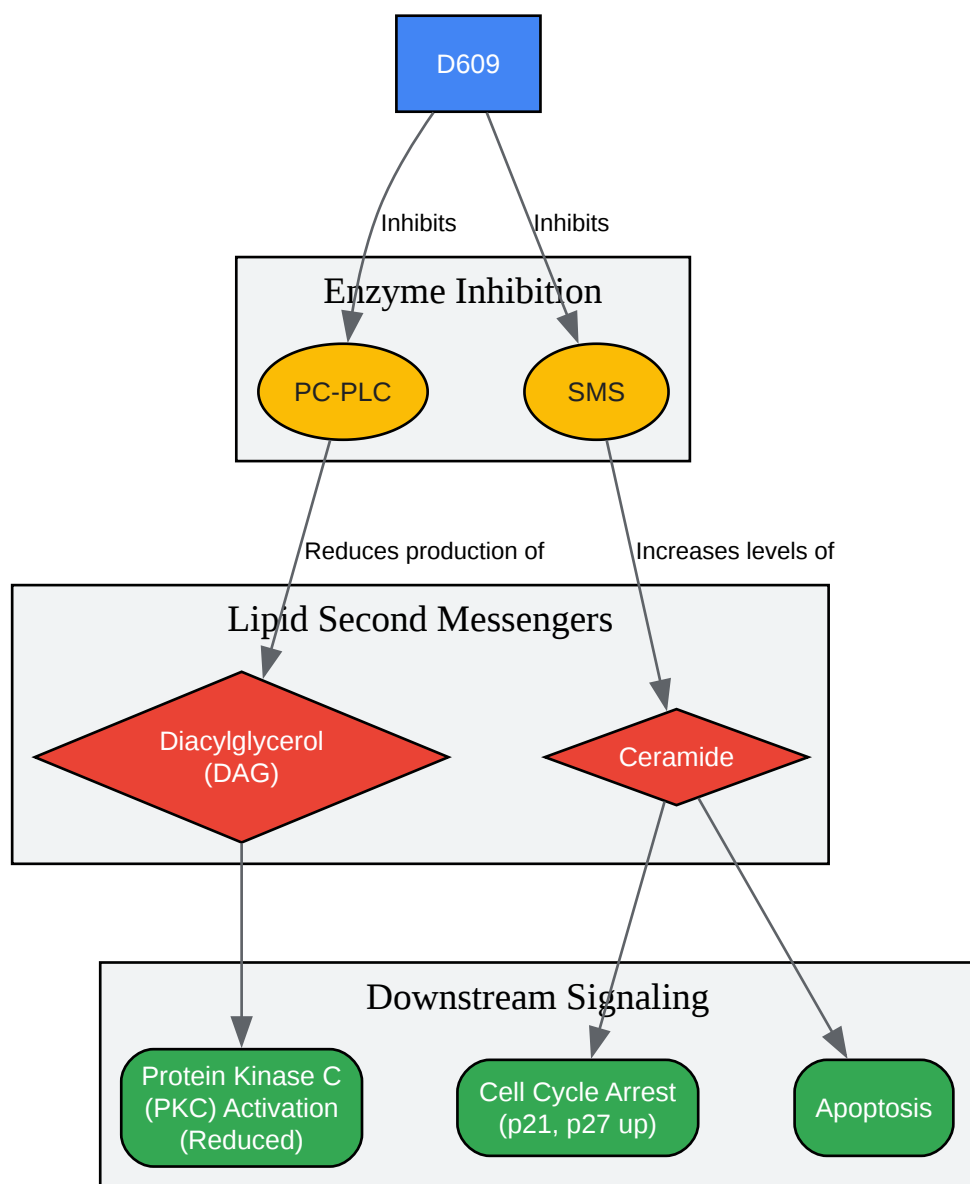 D609
Inhibits
Inhibits
Enzyme Inhibition
PC-PLC
SMS
Reduces production of
Increases levels of
Lipid Second Messengers
Diacylglycerol
(DAG)
Ceramide
Downstream Signaling
Protein Kinase C
(PKC) Activation
(Reduced)
Cell Cycle Arrest
(p21, p27 up)
Apoptosis